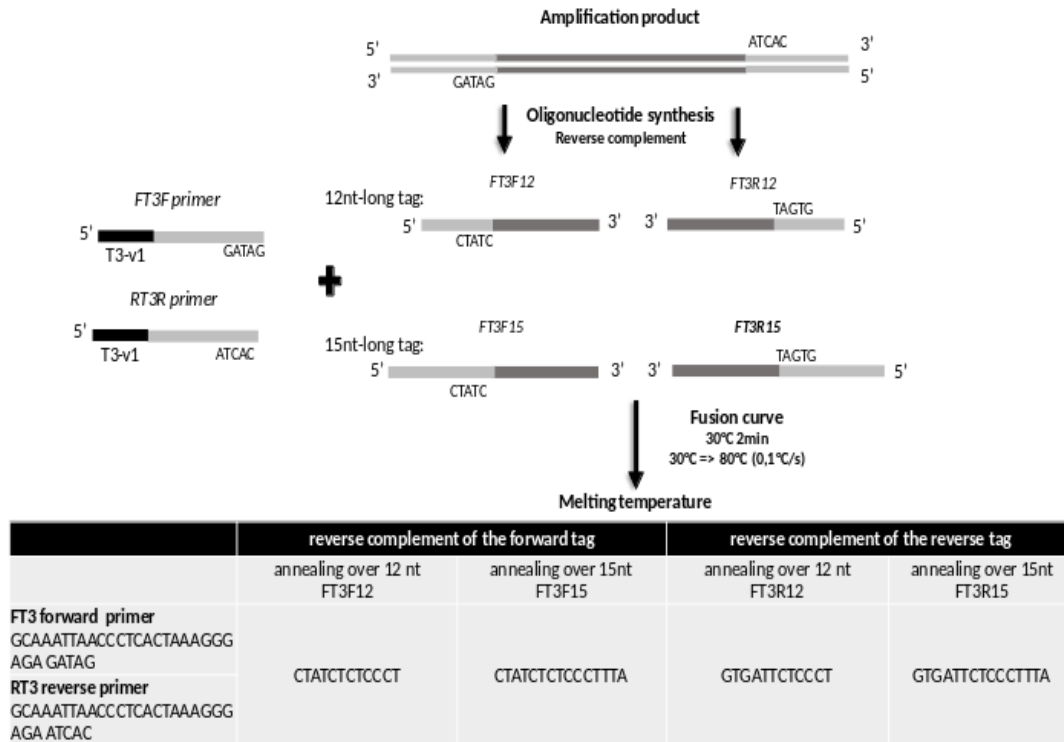 Amplification product
5'
ATCAC
3'
3'
GATAG
5'
Oligonucleotide synthesis
Reverse complement
FT3F primer
5'
T3-v1
GATAG
RT3R primer
5'
T3-v1
ATCAC
12nt-long tag:
FT3F12
5'
CTATC
3'
FT3R12
3'
TAGTG
5'
15nt-long tag:
FT3F15
5'
CTATC
3'
FT3R15
3'
TAGTG
5'
Fusion curve
30°C 2min
30°C => 80°C (0,1°C/s)
Melting temperature
reverse complement of the forward tag
reverse complement of the reverse tag
annealing over 12 nt
FT3F12
annealing over 15nt
FT3F15
annealing over 12 nt
FT3R12
annealing over 15nt
FT3R15
FT3 forward primer
GCAAATTAACCCTCACTAAAGGG
AGA GATAG
RT3 reverse primer
GCAAATTAACCCTCACTAAAGGG
AGA ATCAC
CTATCTCTCCCT
CTATCTCTCCCTTTA
GTGATTCTCCCT
GTGATTCTCCCTTTA